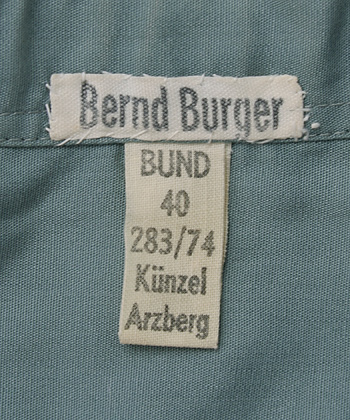 Bernd Burger
BUND
40
283/74
Künzel
Arzberg